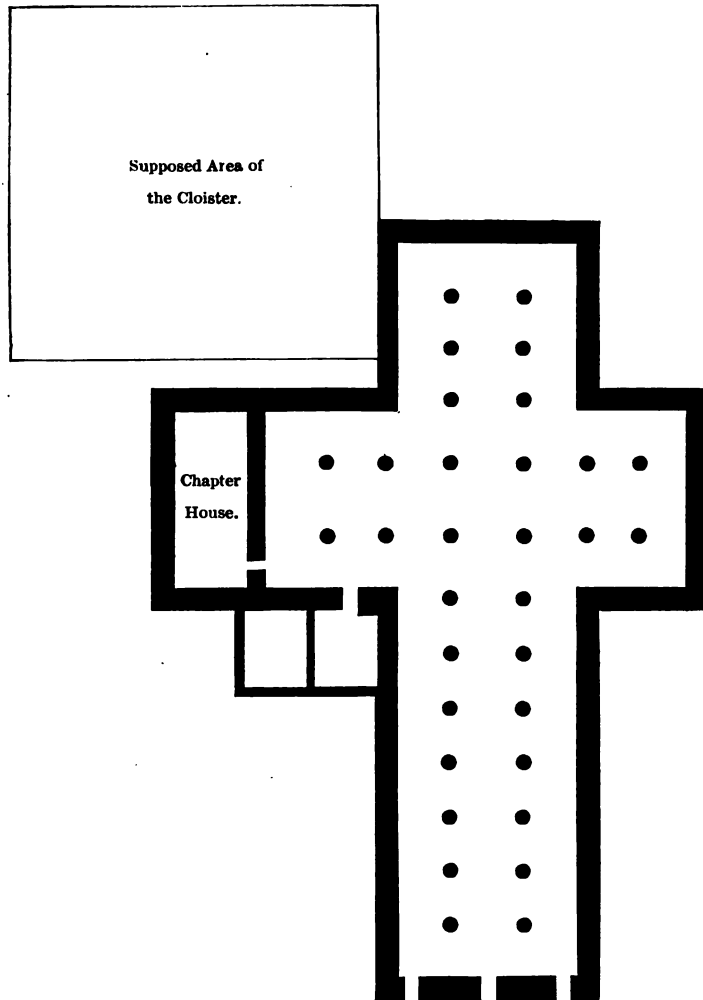 Supposed Area of
the Cloister.
Chapter
House.